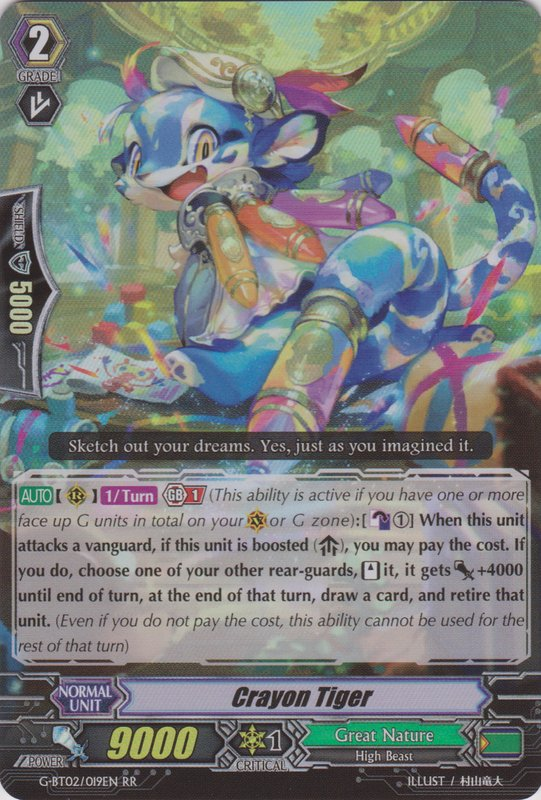 2
GRADE
SHIELD
5000
Sketch out your dreams. Yes, just as you imagined it.
AUTO 【 R 】 1/Turn GB 1 (This ability is active if you have one or
more face up G units in total on your V or G zone):[ ① ] When this unit
attacks a vanguard, if this unit is boosted ( ), you may pay the cost. If
you do, choose one of your other rear-guards, it, it gets +4000
until end of turn, at the end of that turn, draw a card, and retire that
unit. (Even if you do not pay the cost, this ability cannot be used for the
rest of that turn)
NORMAL
UNIT
Crayon Tiger
POWER
9000
1
CRITICAL
Great Nature
High Beast
G-BT02/019EN RR
ILLUST / 村山竜大